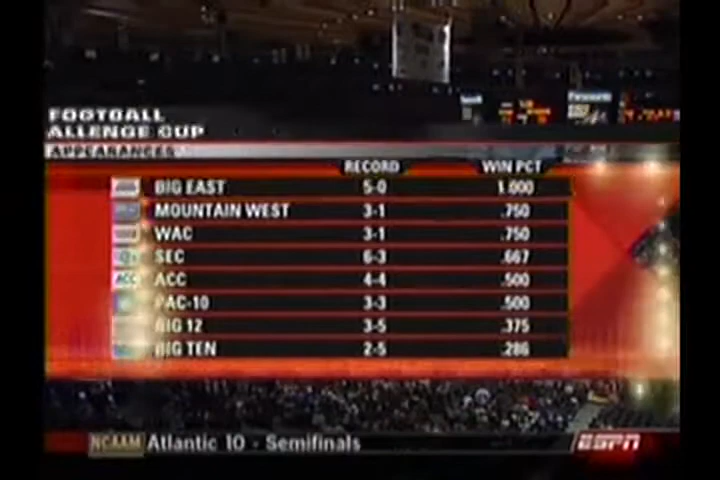 FOOTBALL
ALLENGE CUP
APPEARANCES
RECORD WIN PCT
BIG EAST 5-0 1.000
MOUNTAIN WEST 3-1 .750
WAC 3-1 .750
SEC 6-3 .667
ACC ACC 4-4 .500
PAC-10 3-3 .500
BIG 12 3-5 .375
BIG TEN 2-5 .286
NCAAM Atlantic 10 - Semifinals ESPN